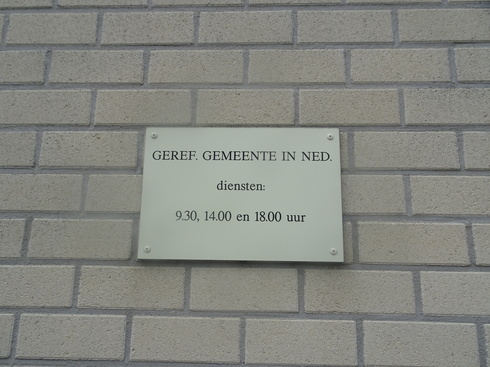 GEREF. GEMEENTE IN NED.
diensten:
9.30, 14.00 en 18.00 uur